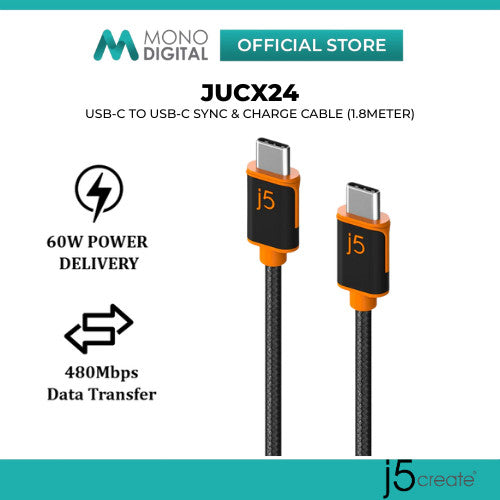 MONO
DIGITAL
OFFICIAL STORE
JUCX24
USB-C TO USB-C SYNC & CHARGE CABLE (1.8METER)
j5
j5
60W POWER
DELIVERY
480Mbps
Data Transfer
j5create®